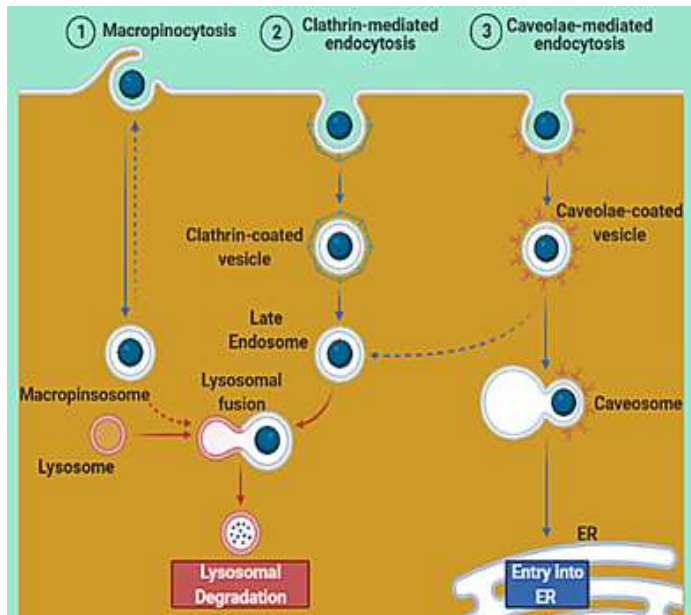 1 Macropinocytosis
2 Clathrin-mediated
endocytosis
3 Caveolae-mediated
endocytosis
Clathrin-coated
vesicle
Caveolae-coated
vesicle
Late
Endosome
Macropinsosome
Lysosomal
fusion
Caveosome
Lysosome
ER
Lysosomal
Degradation
Entry into
ER